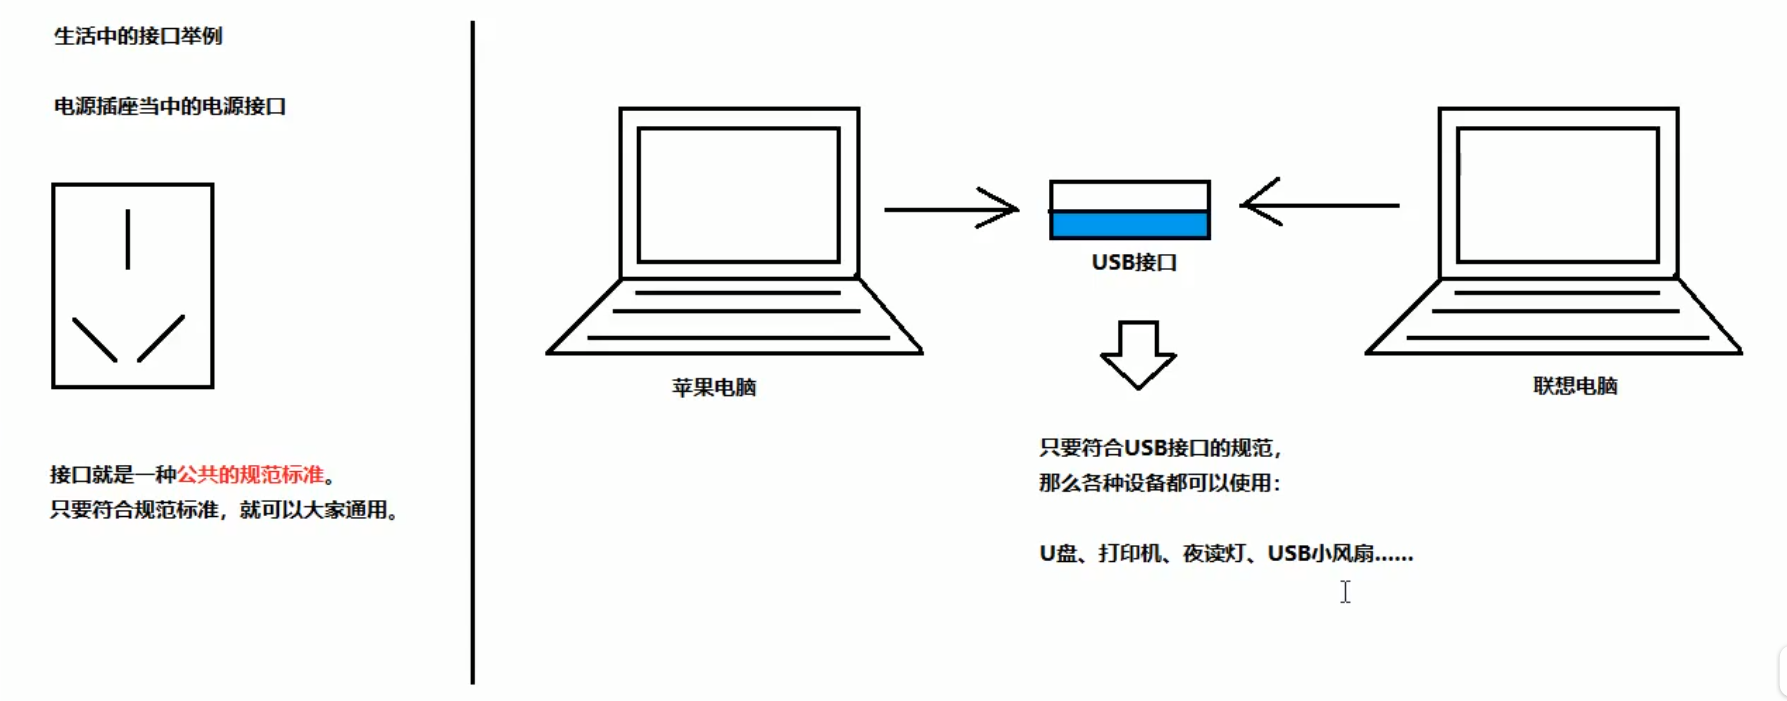 生活中的接口举例
电源插座当中的电源接口
接口就是一种公共的规范标准。
只要符合规范标准，就可以大家通用。
苹果电脑
USB接口
联想电脑
只要符合USB接口的规范，
那么各种设备都可以使用：
U盘、打印机、夜读灯、USB小风扇……